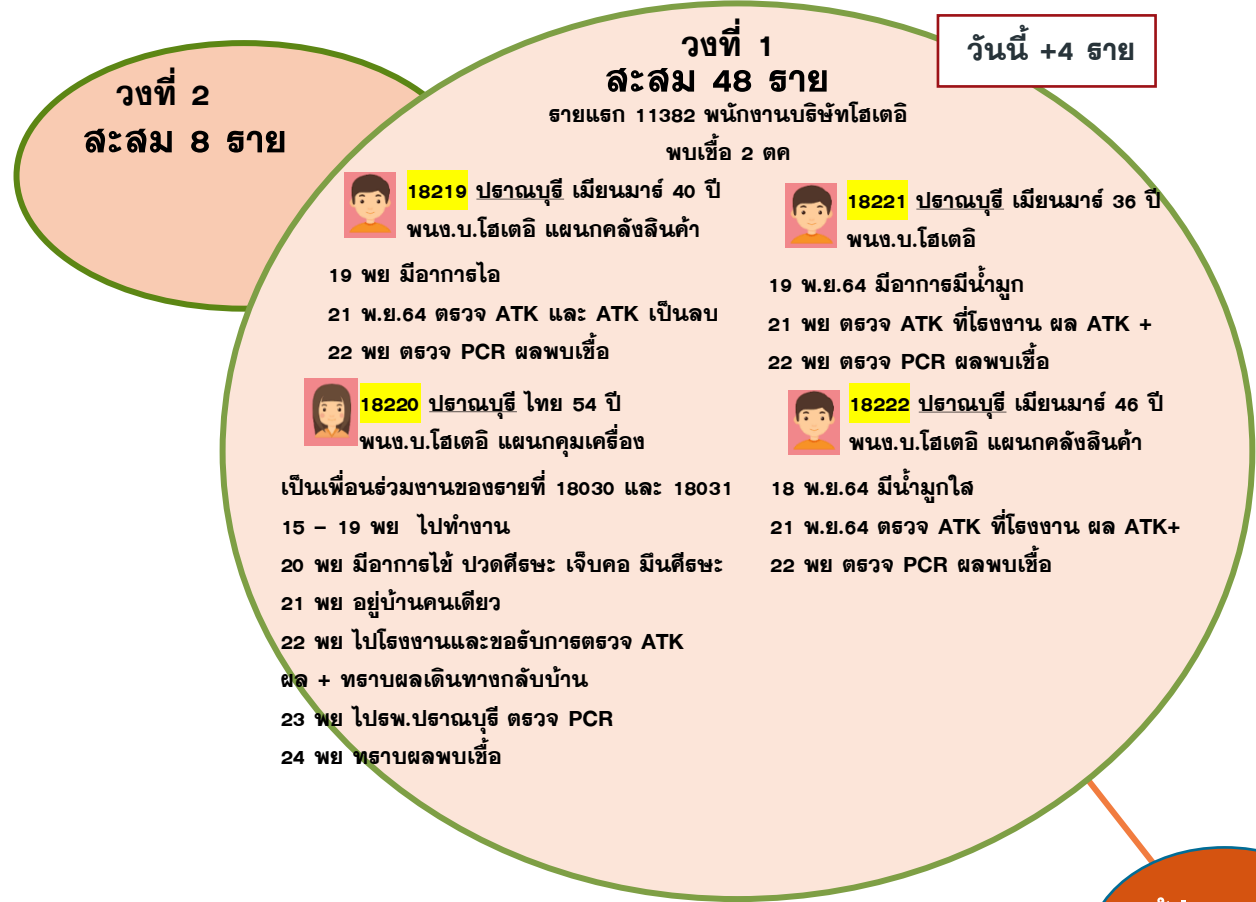 วงที่ 2
สะสม 8 ราย
วงที่ 1
สะสม 48 ราย
วันนี้ +4 ราย
รายแรก 11382 พนักงานบริษัทโฮเตอิ
พบเชื้อ 2 ตค
18219 ปราณบุรี เมียนมาร์ 40 ปี
พนง.บ.โฮเตอิ แผนกคลังสินค้า
19 พย มีอาการไอ
21 พ.ย.64 ตรวจ ATK และ ATK เป็นลบ
22 พย ตรวจ PCR ผลพบเชื้อ
18220 ปราณบุรี ไทย 54 ปี
พนง.บ.โฮเตอิ แผนกคุมเครื่อง
เป็นเพื่อนร่วมงานของรายที่ 18030 และ 18031
15 – 19 พย ไปทำงาน
20 พย มีอาการไข้ ปวดศีรษะ เจ็บคอ มึนศีรษะ
21 พย อยู่บ้านคนเดียว
22 พย ไปโรงงานและขอรับการตรวจ ATK
ผล + ทราบผลเดินทางกลับบ้าน
23 พย ไปรพ.ปราณบุรี ตรวจ PCR
24 พย ทราบผลพบเชื้อ
18221 ปราณบุรี เมียนมาร์ 36 ปี
พนง.บ.โฮเตอิ
19 พ.ย.64 มีอาการมีน้ำมูก
21 พย ตรวจ ATK ที่โรงงาน ผล ATK +
22 พย ตรวจ PCR ผลพบเชื้อ
18222 ปราณบุรี เมียนมาร์ 46 ปี
พนง.บ.โฮเตอิ แผนกคลังสินค้า
18 พ.ย.64 มีน้ำมูกใส
21 พ.ย.64 ตรวจ ATK ที่โรงงาน ผล ATK+
22 พย ตรวจ PCR ผลพบเชื้อ